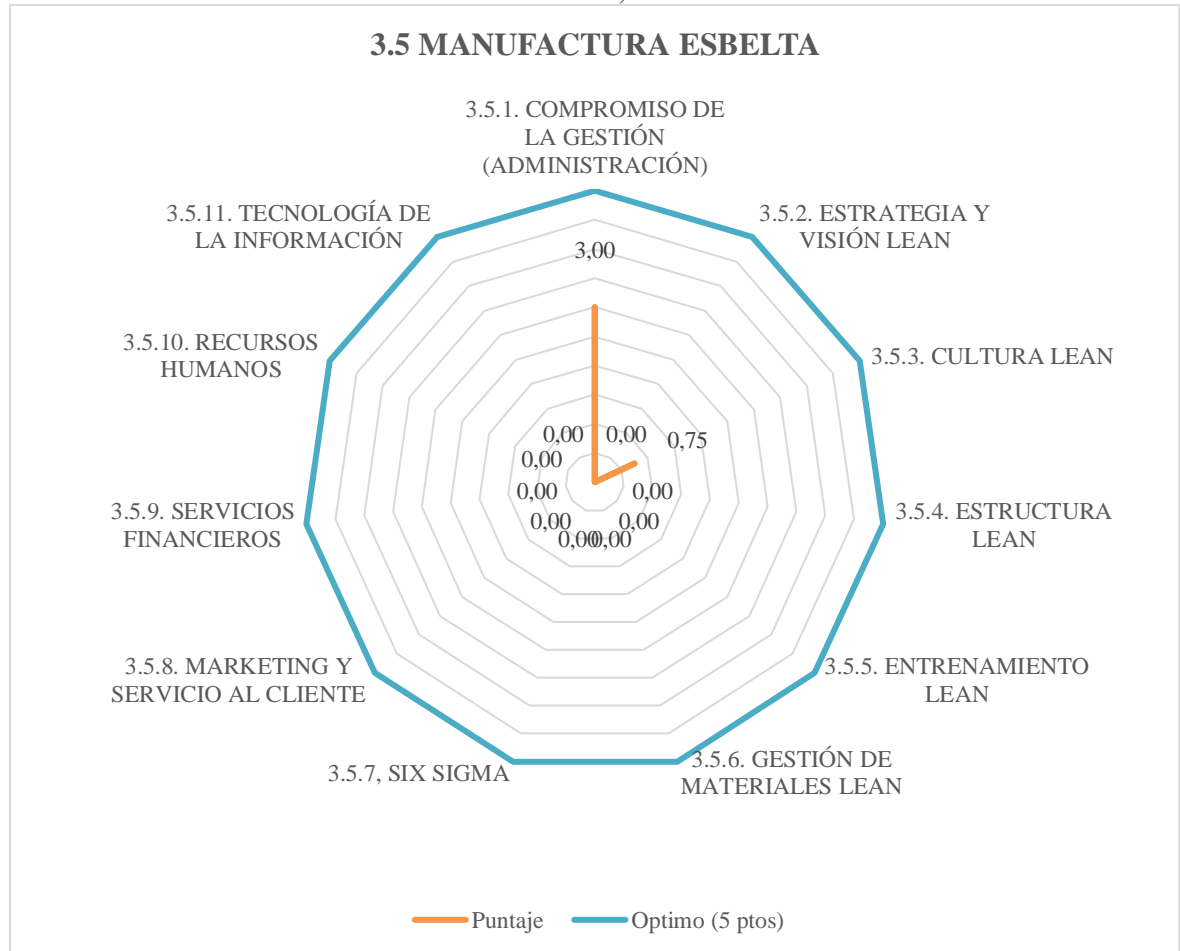 3.5 MANUFACTURA ESBELTA
3.5.1. COMPROMISO DE
LA GESTIÓN
(ADMINISTRACIÓN)
3.5.11. TECNOLOGÍA DE
LA INFORMACIÓN
3.5.2. ESTRATEGIA Y
VISIÓN LEAN
3,00
3.5.10. RECURSOS
HUMANOS
3.5.3. CULTURA LEAN
0,00
0,00
0,75
0,00
0,00
0,00
0,00
0,00
0,00
0,00
3.5.9. SERVICIOS
FINANCIEROS
3.5.4. ESTRUCTURA
LEAN
3.5.8. MARKETING Y
SERVICIO AL CLIENTE
3.5.5. ENTRENAMIENTO
LEAN
3.5.7, SIX SIGMA
3.5.6. GESTIÓN DE
MATERIALES LEAN
Puntaje
Optimo (5 ptos)